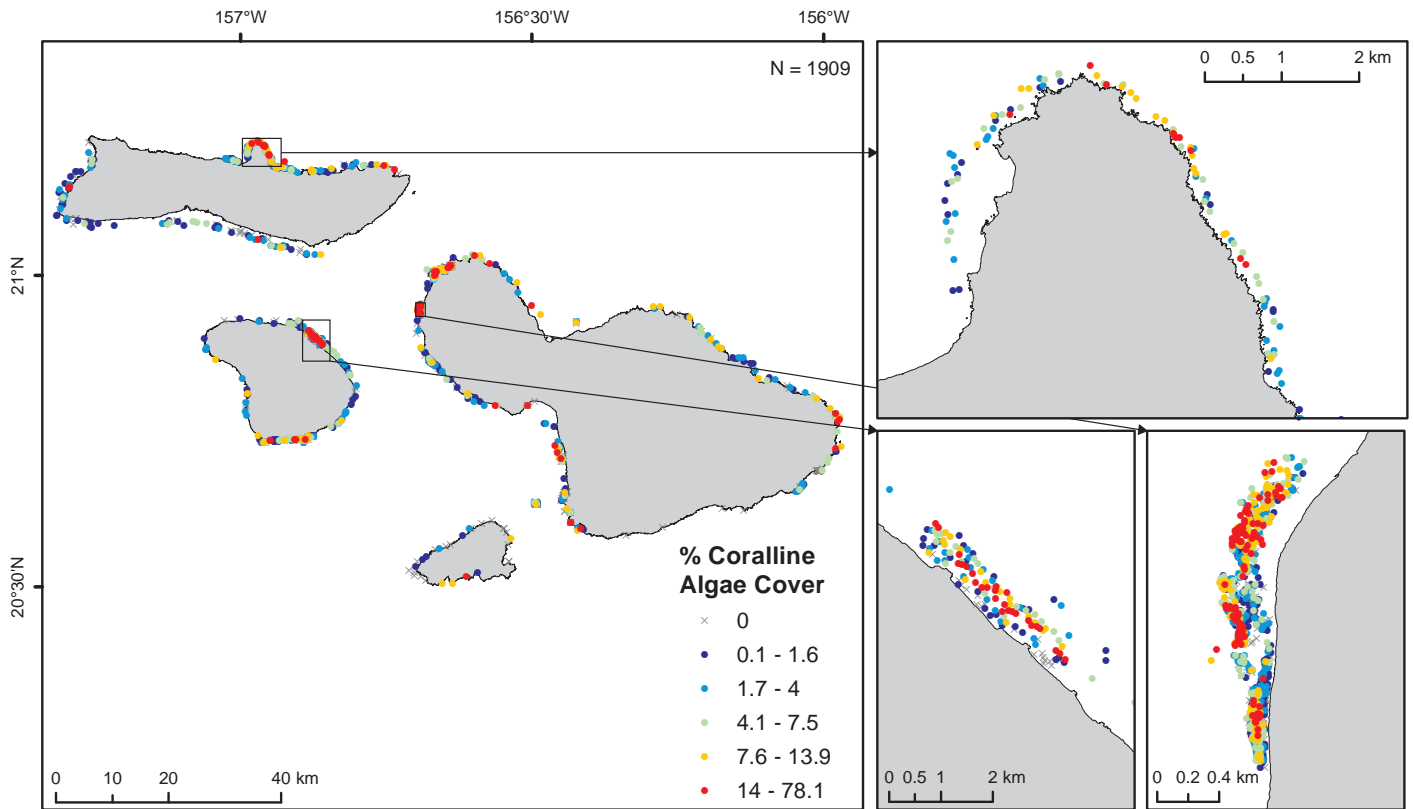 157°W
156°30'W
156°W
N = 1909
0 0.5 1 2 km
21°N
20°30'N
% Coralline
Algae Cover
0
0.1 - 1.6
1.7 - 4
4.1 - 7.5
7.6 - 13.9
14 - 78.1
0 10 20 40 km
0 0.5 1 2 km
0 0.2 0.4 km